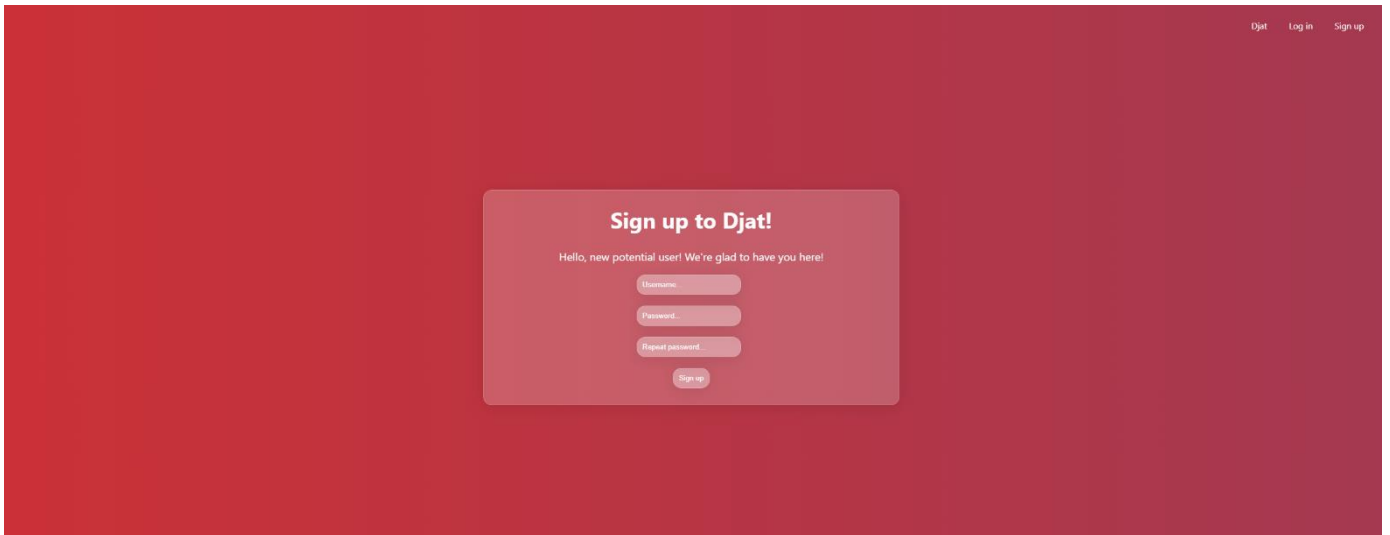 Djat Log in Sign up
Sign up to Djat!
Hello, new potential user! We're glad to have you here!
Username...
Password...
Repeat password...
Sign up